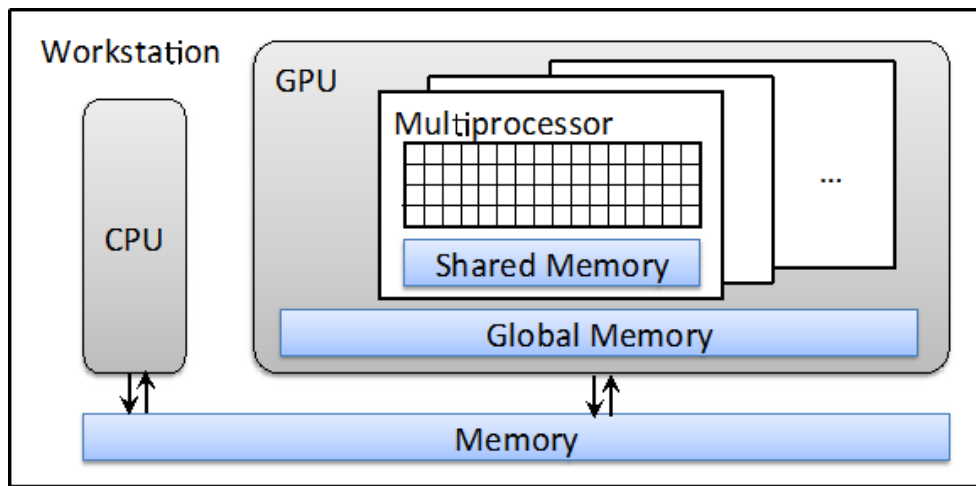 Workstation
GPU
Multiprocessor
...
CPU
Shared Memory
Global Memory
Memory